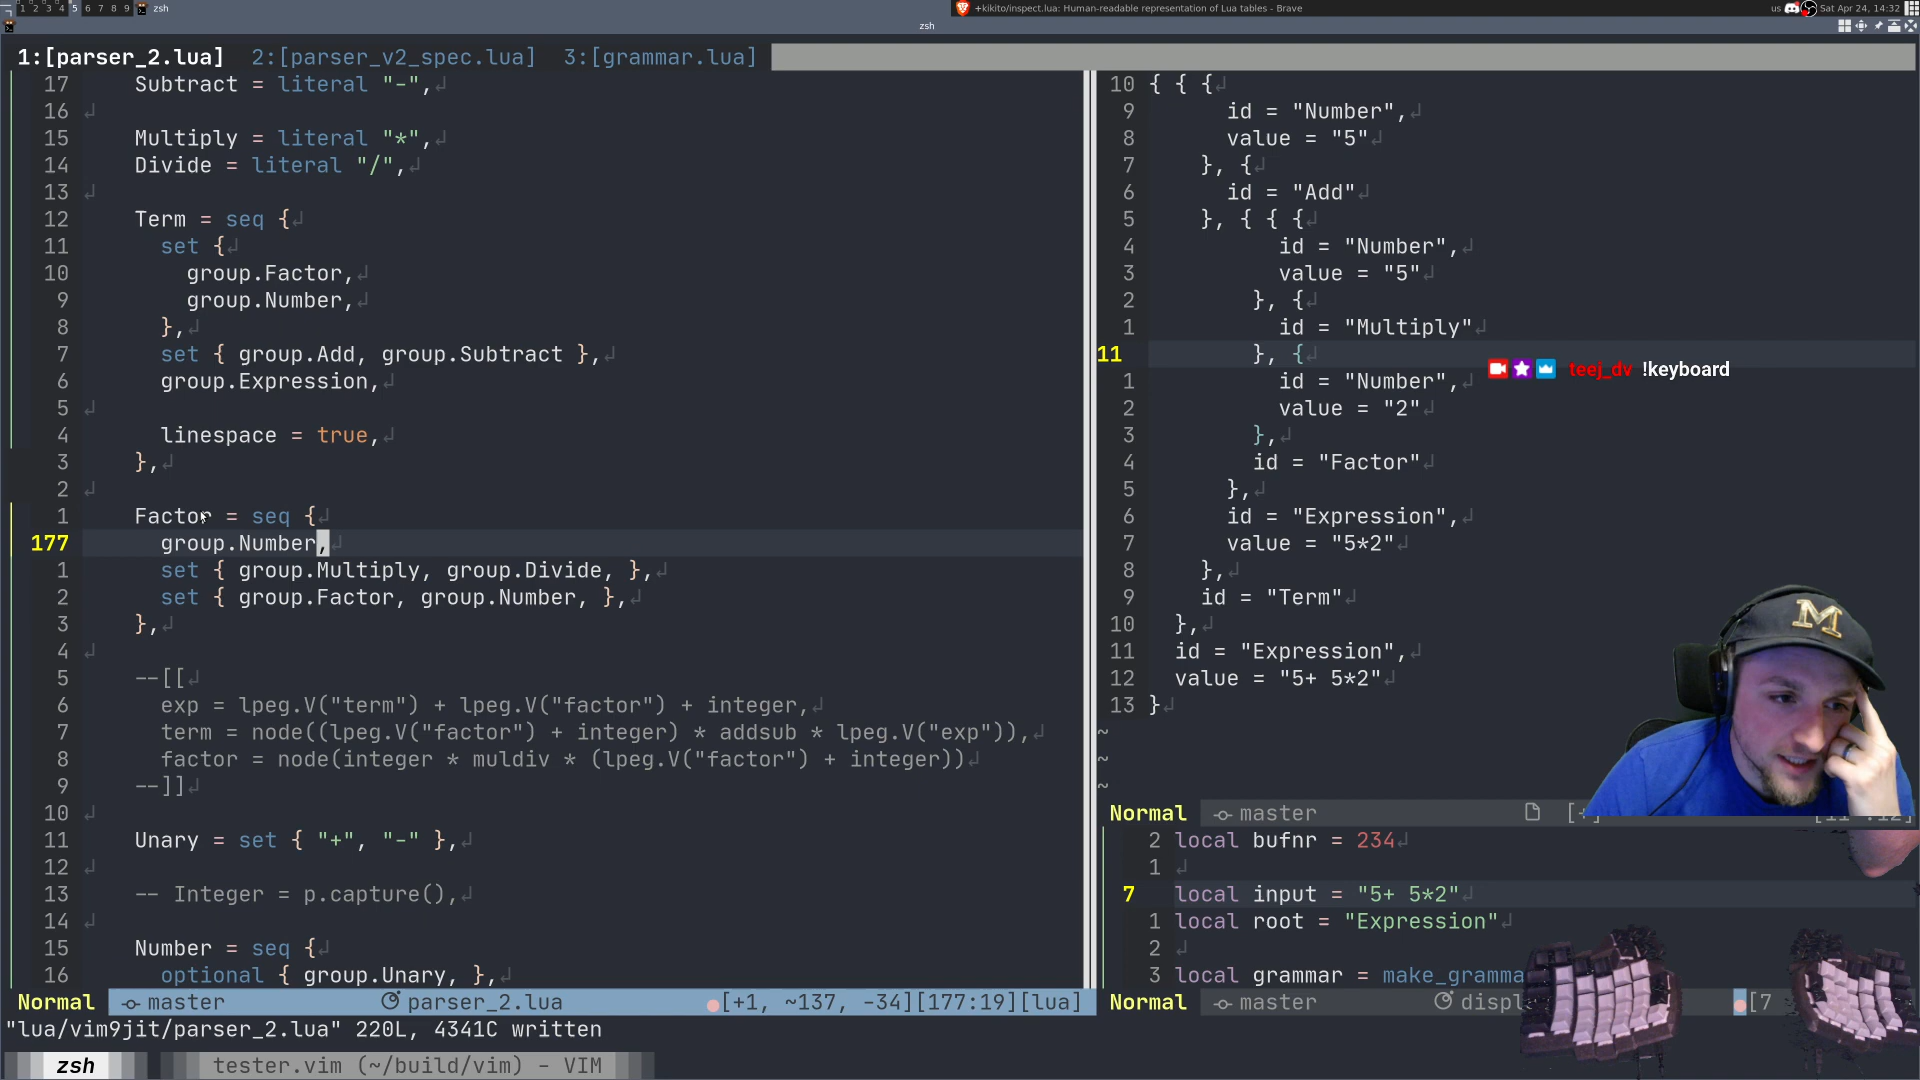 1 2 3 4 5 6 7 8 9 zsh
+kikito/inspect.lua: Human-readable representation of Lua tables - Brave
us Sat Apr 24, 14:32
zsh
1:[parser_2.lua] 2:[parser_v2_spec.lua] 3:[grammar.lua]
17 Subtract = literal "-",
16
15 Multiply = literal "*",
14 Divide = literal "/",
13
12 Term = seq {
11 set {
10 group.Factor,
9 group.Number,
8 },
7 set { group.Add, group.Subtract },
6 group.Expression,
5
4 linespace = true,
3 },
2
1 Factor = seq {
177 group.Number,
1 set { group.Multiply, group.Divide, },
2 set { group.Factor, group.Number, },
3 },
4
5 --[[
6 exp = lpeg.V("term") + lpeg.V("factor") + integer,
7 term = node((lpeg.V("factor") + integer) * addsub * lpeg.V("exp")),
8 factor = node(integer * muldiv * (lpeg.V("factor") + integer))
9 --]]
10
11 Unary = set { "+", "-" },
12
13 -- Integer = p.capture(),
14
15 Number = seq {
16 optional { group.Unary, },
Normal master parser_2.lua [+1, ~137, -34][177:19][lua]
"lua/vim9jit/parser_2.lua" 220L, 4341C written
zsh tester.vim (~/build/vim) - VIM
10 { { {
9 id = "Number",
8 value = "5"
7 }, {
6 id = "Add"
5 }, { { {
4 id = "Number",
3 value = "5"
2 }, {
1 id = "Multiply"
11 }, {
1 id = "Number",
2 value = "2"
3 },
4 id = "Factor"
5 },
6 id = "Expression",
7 value = "5*2"
8 },
9 id = "Term"
10 },
11 id = "Expression",
12 value = "5+ 5*2"
13 }
~
~
~
teej_dv !keyboard
M
Normal master
2 local bufnr = 234
1
7 local input = "5+ 5*2"
1 local root = "Expression"
2
3 local grammar = make_gramma
Normal master displ [7